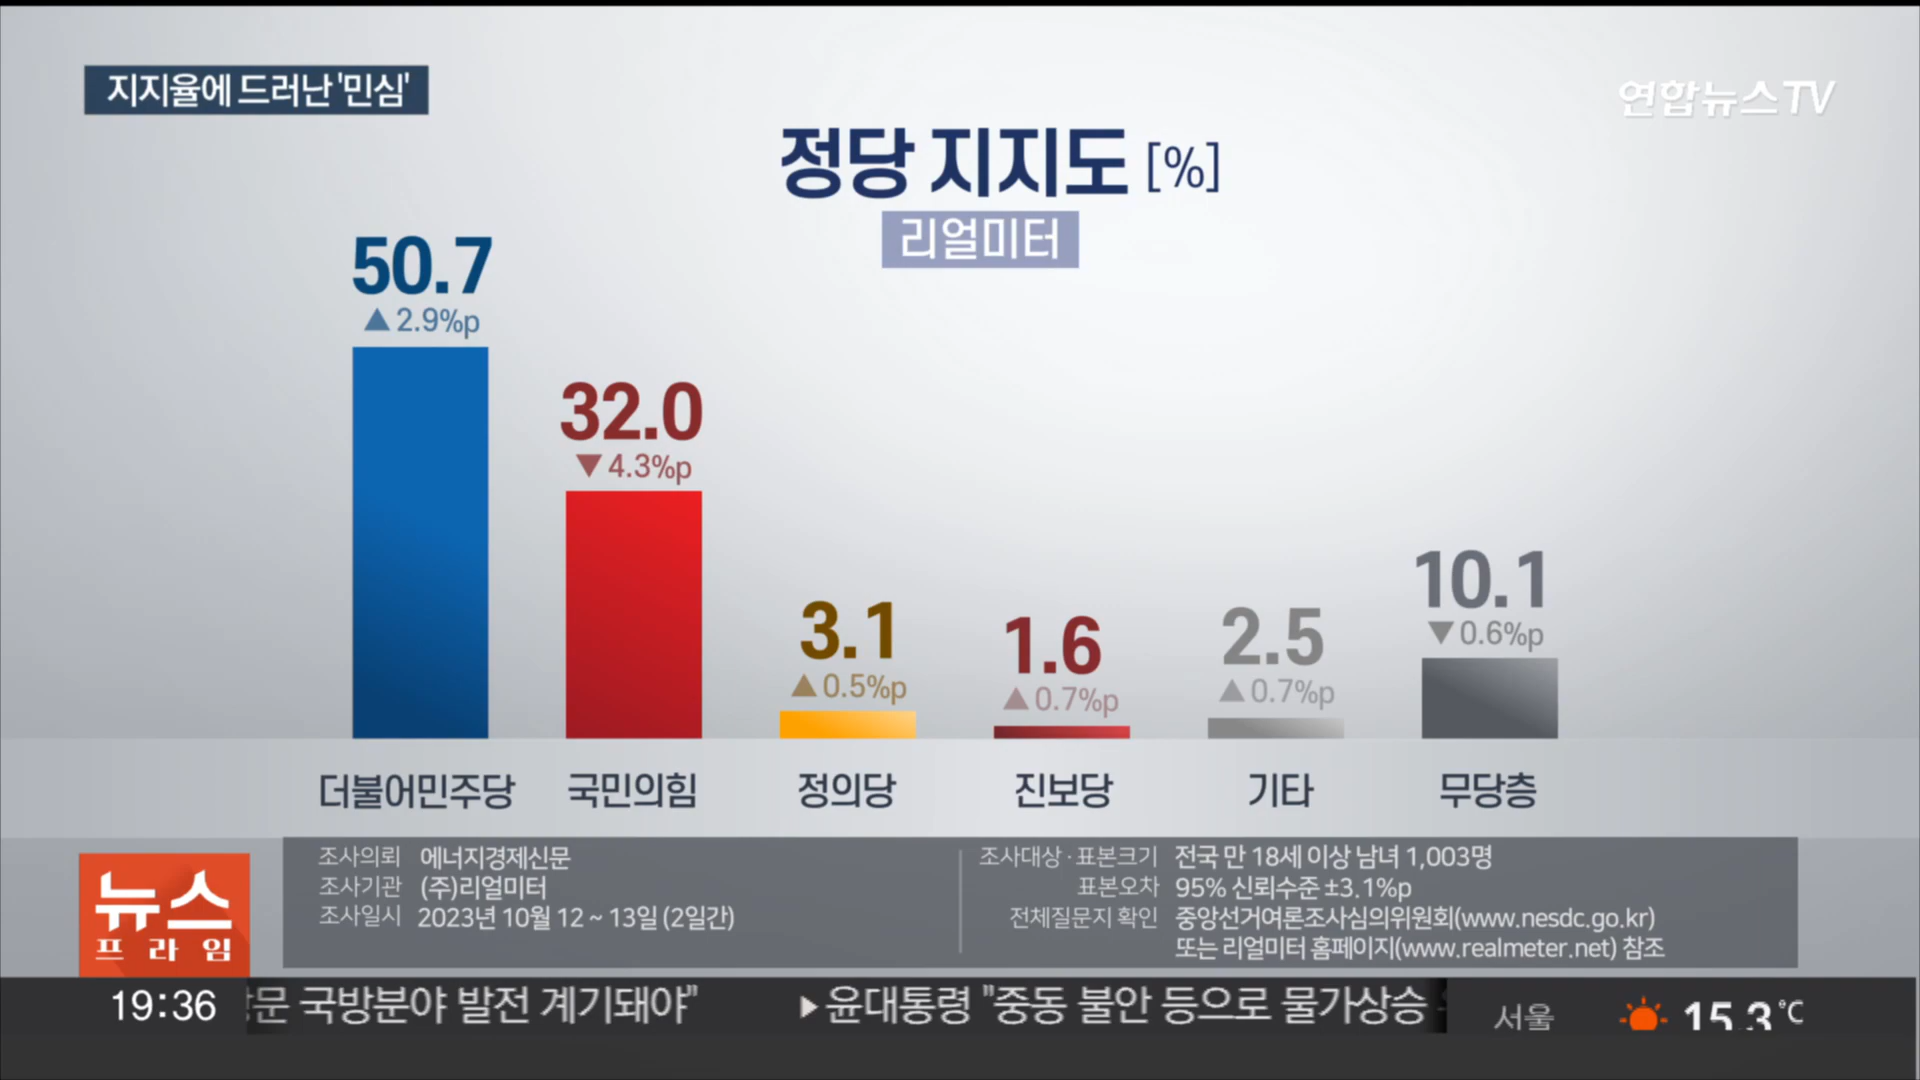 지지율에 드러난 '민심'
연합뉴스TV
정당 지지도 [%]
리얼미터
50.7
▲2.9%p
32.0
▼4.3%p
3.1
▲0.5%p
1.6
▲0.7%p
2.5
▲0.7%p
10.1
▼0.6%p
더불어민주당
국민의힘
정의당
진보당
기타
무당층
뉴스
프라임
조사의뢰 에너지경제신문
조사기관 (주)리얼미터
조사일시 2023년 10월 12 ~ 13일 (2일간)
조사대상·표본크기 전국 만 18세 이상 남녀 1,003명
표본오차 95% 신뢰수준 ±3.1%p
전체질문지 확인 중앙선거여론조사심의위원회(www.nesdc.go.kr)
또는 리얼미터 홈페이지(www.realmeter.net) 참조
19:36
국방분야 발전 계기돼야" ▶윤대통령 "중동 불안 등으로 물가상승
서울 15.3℃